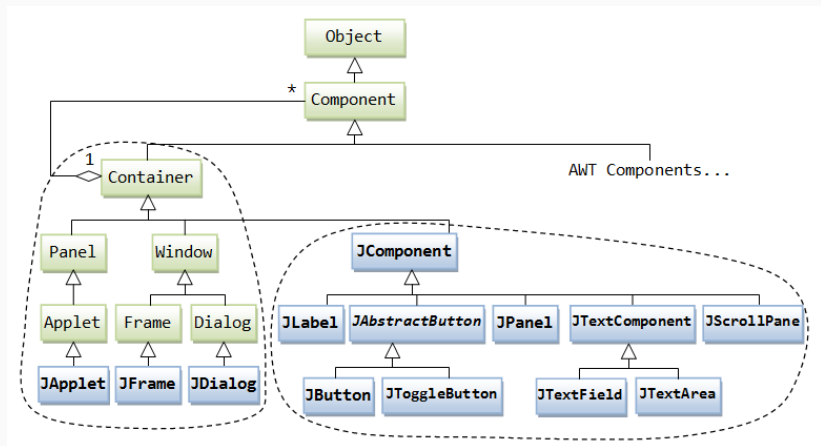 Object
*
Component
1
Container
AWT Components...
Panel
Window
JComponent
Applet
Frame
Dialog
JLabel
JAbstractButton
JPanel
JTextComponent
JScrollPane
JApplet
JFrame
JDialog
JButton
JToggleButton
JTextField
JTextArea